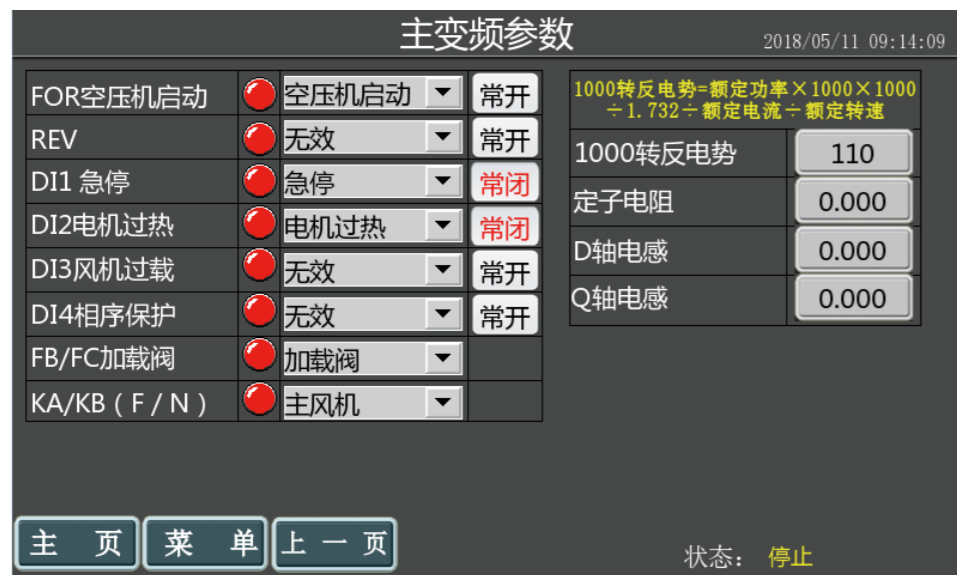 主变频参数
2018/05/11 09:14:09
FOR空压机启动 空压机启动 常开
REV 无效 常开
DI1 急停 急停 常闭
DI2电机过热 电机过热 常闭
DI3风机过载 无效 常开
DI4相序保护 无效 常开
FB/FC加载阀 加载阀
KA/KB ( F / N ) 主风机
1000转反电势=额定功率×1000×1000
÷1.732÷额定电流÷额定转速
1000转反电势 110
定子电阻 0.000
D轴电感 0.000
Q轴电感 0.000
主 页 菜 单 上 一 页
状态： 停止